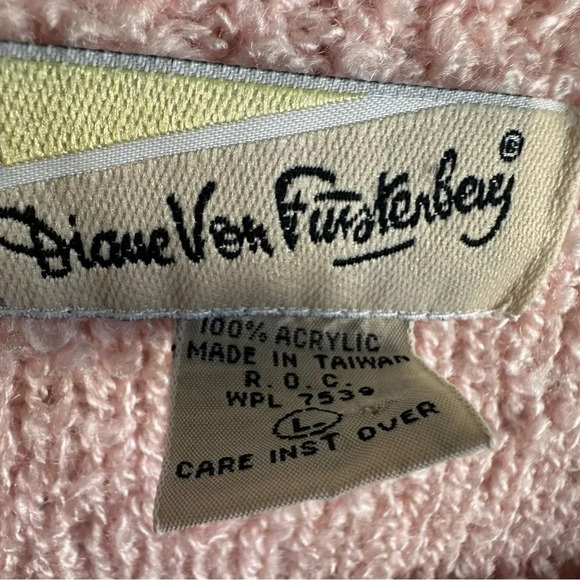 Diane Von Furstenberg®
100% ACRYLIC
MADE IN TAIWAN
R.O.C.
WPL 7539
L
CARE INST OVER